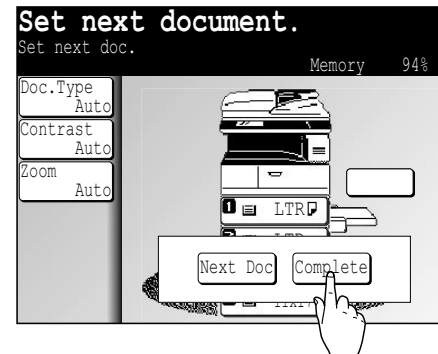 Set next document.
Set next doc.
Memory 94%
Doc.Type
Auto
Contrast
Auto
Zoom
Auto
1 LTR
Next Doc Complete